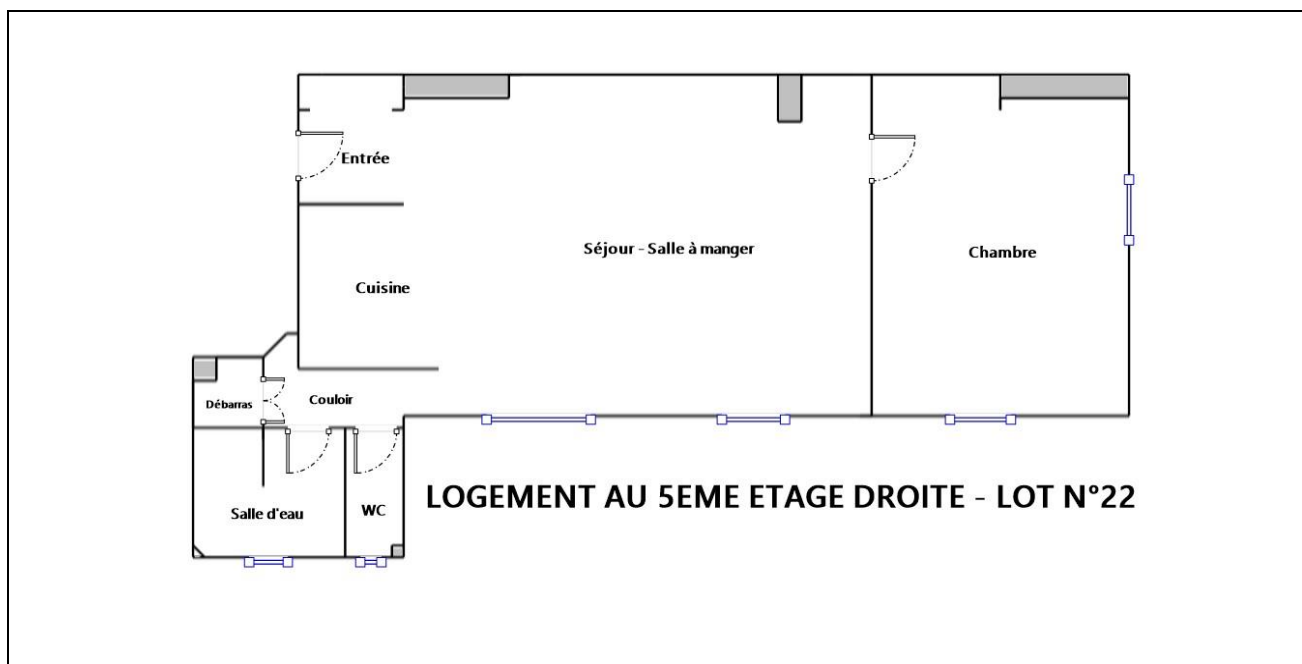 Entrée
Séjour - Salle à manger
Chambre
Cuisine
Débarras
Couloir
LOGEMENT AU 5EME ETAGE DROITE - LOT N°22
Salle d'eau
WC